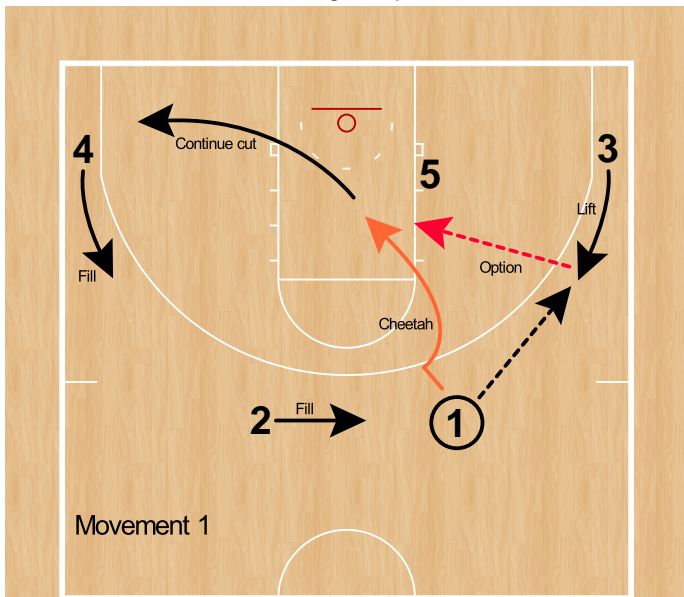 Continue cut
4
3
5
Lift
Option
Fill
Cheetah
Fill
2
1
Movement 1